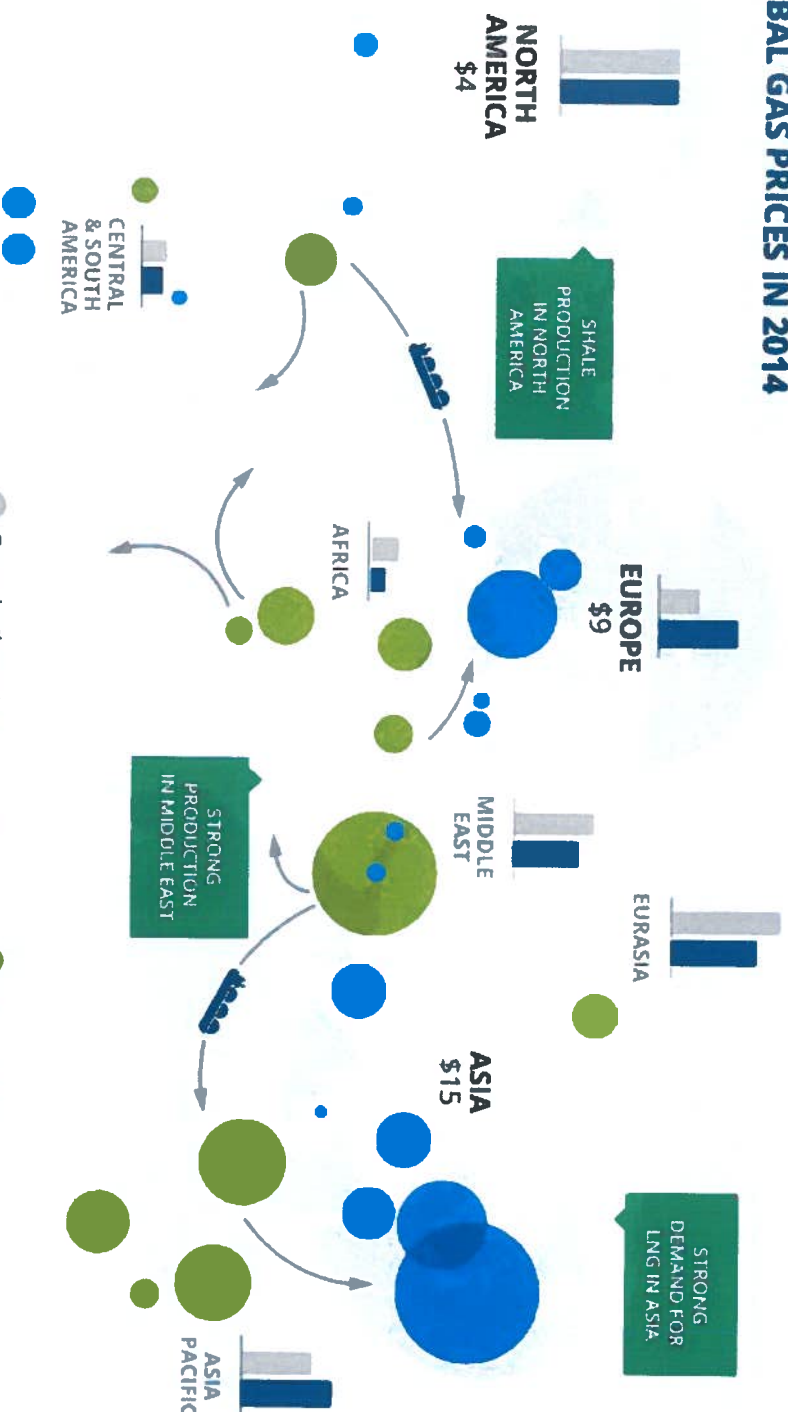 BAL GAS PRICES IN 2014
NORTH
AMERICA
$4
SHALE
PRODUCTION
IN NORTH
AMERICA
EUROPE
$9
EURASIA
STRONG
DEMAND FOR
LNG IN ASIA
MIDDLE
EAST
ASIA
$15
AFRICA
CENTRAL
& SOUTH
AMERICA
STRONG
PRODUCTION
IN MIDDLE EAST
ASIA
PACIFIC